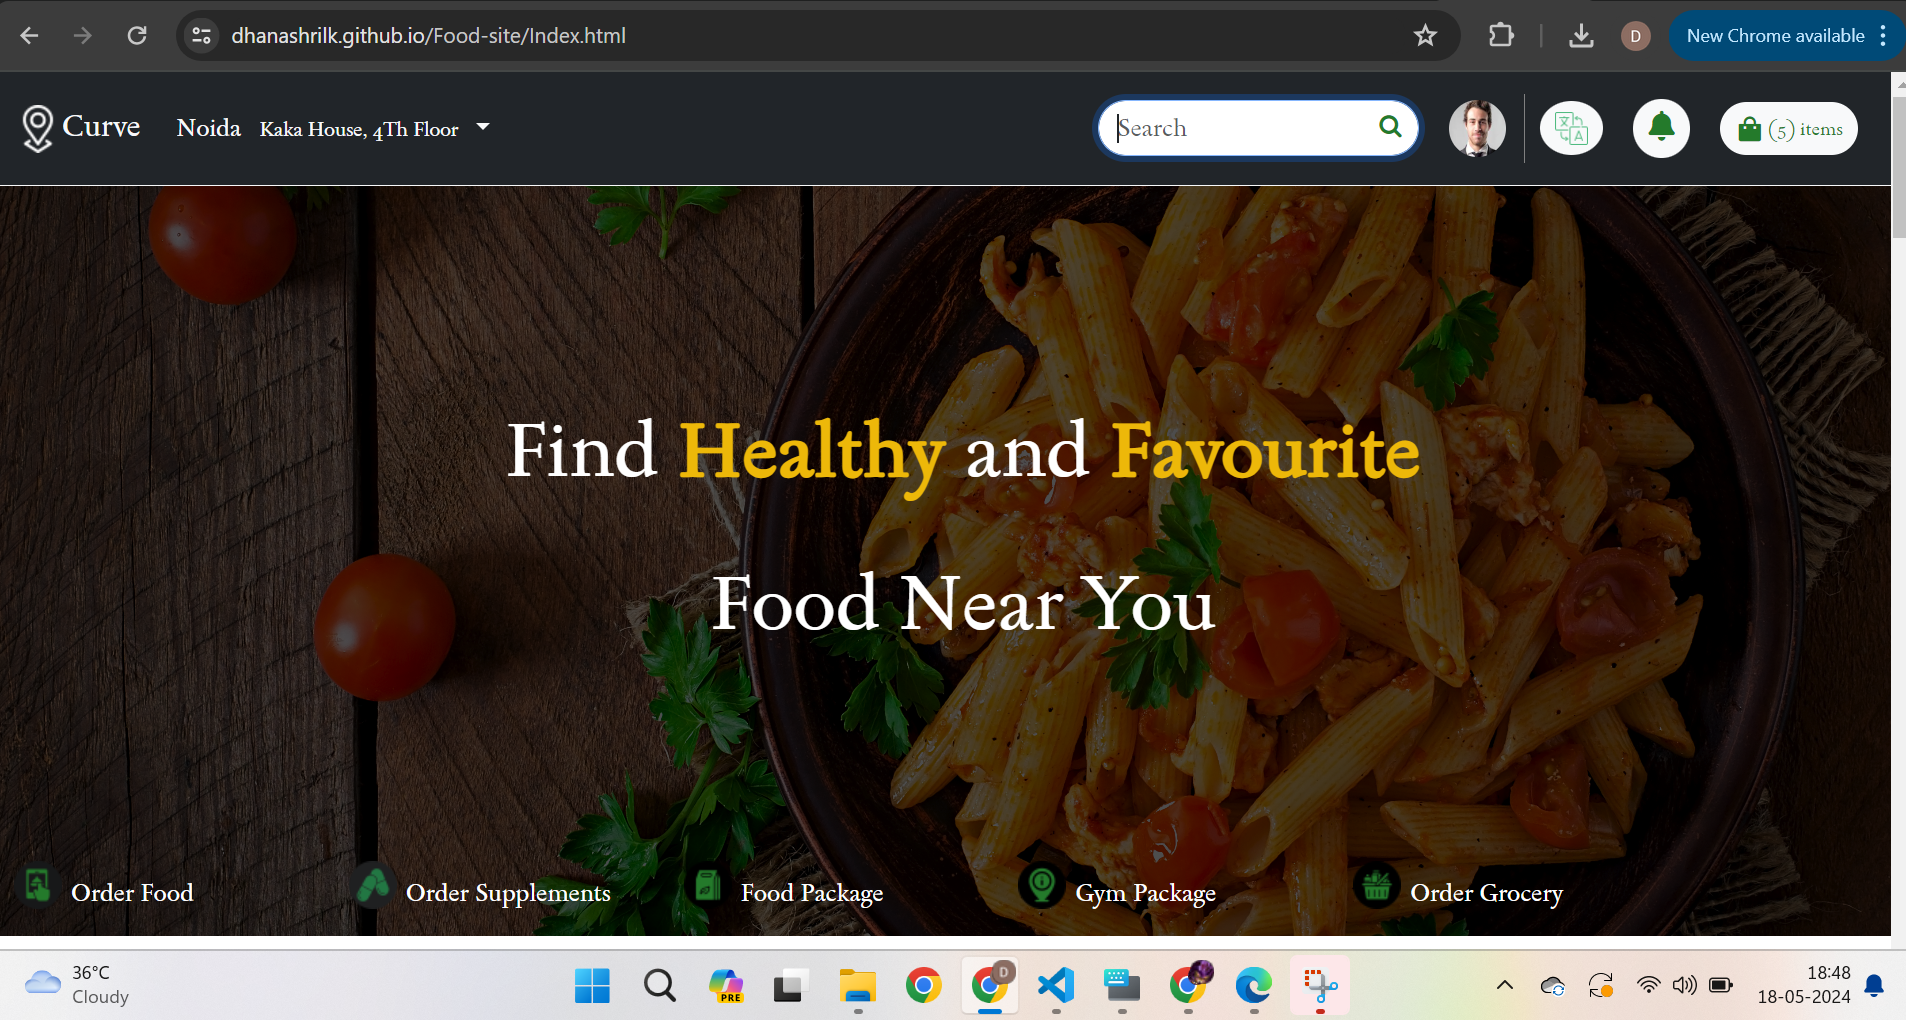 dhanashrilk.github.io/Food-site/Index.html
D
New Chrome available
Curve
Noida
Kaka House, 4Th Floor
Search
A
(5) items
Find Healthy and Favourite
Food Near You
Order Food
Order Supplements
Food Package
Gym Package
Order Grocery
36°C
Cloudy
PRE
D
18:48
18-05-2024